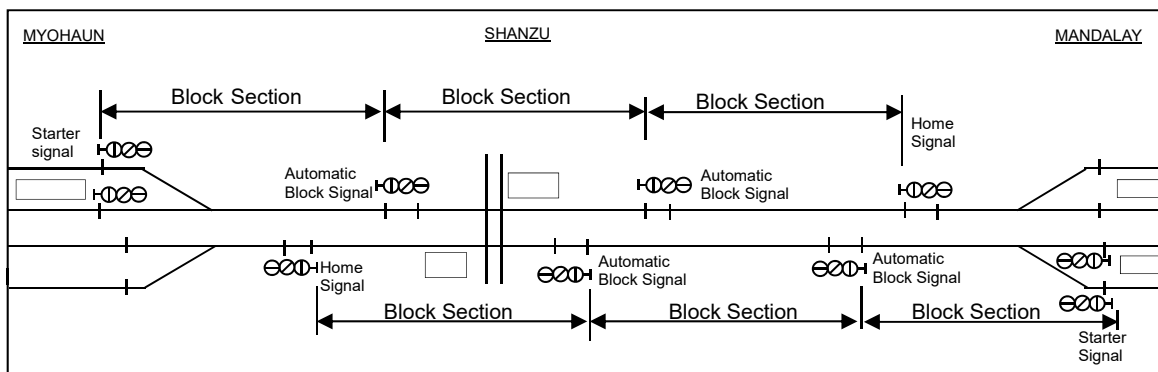 MYOHAUN
SHANZU
MANDALAY
Block Section
Block Section
Block Section
Starter
signal
Home
Signal
Automatic
Block Signal
Automatic
Block Signal
Home
Signal
Automatic
Block Signal
Automatic
Block Signal
Block Section
Block Section
Block Section
Starter
Signal